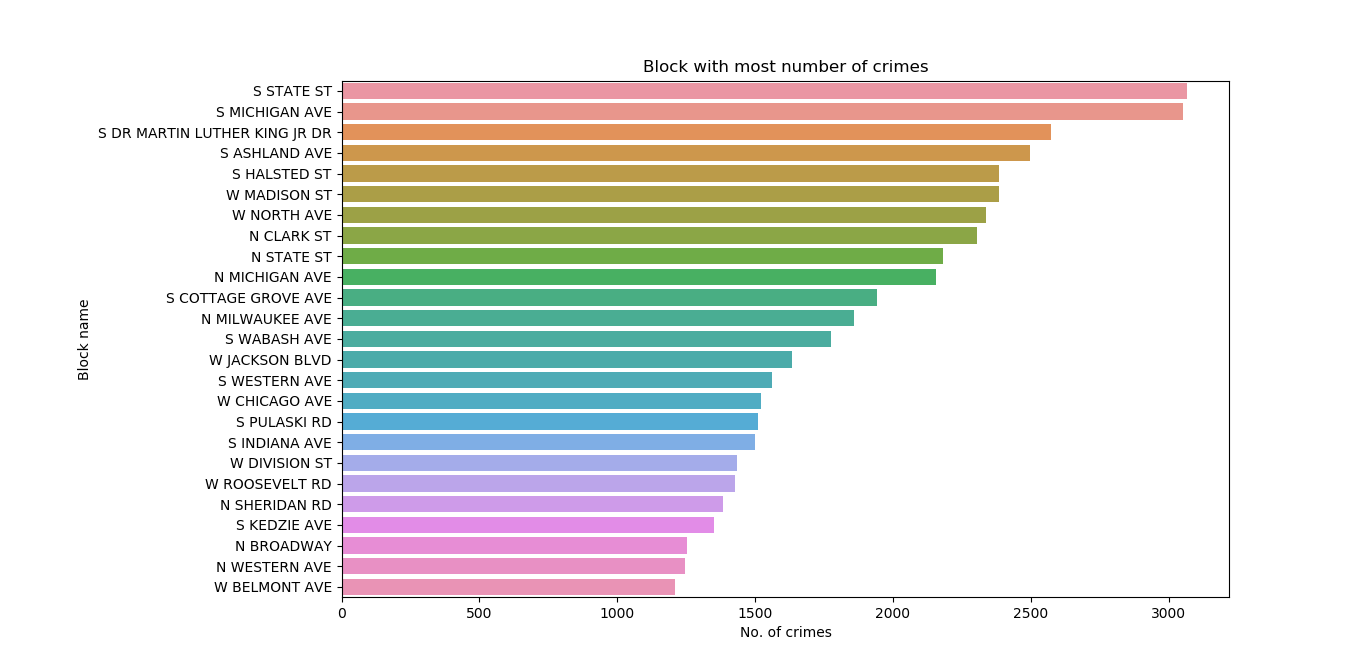 Block with most number of crimes
S STATE ST
S MICHIGAN AVE
S DR MARTIN LUTHER KING JR DR
S ASHLAND AVE
S HALSTED ST
W MADISON ST
W NORTH AVE
N CLARK ST
N STATE ST
N MICHIGAN AVE
S COTTAGE GROVE AVE
N MILWAUKEE AVE
S WABASH AVE
W JACKSON BLVD
S WESTERN AVE
W CHICAGO AVE
S PULASKI RD
S INDIANA AVE
W DIVISION ST
W ROOSEVELT RD
N SHERIDAN RD
S KEDZIE AVE
N BROADWAY
N WESTERN AVE
W BELMONT AVE
Block name
0 500 1000 1500 2000 2500 3000
No. of crimes